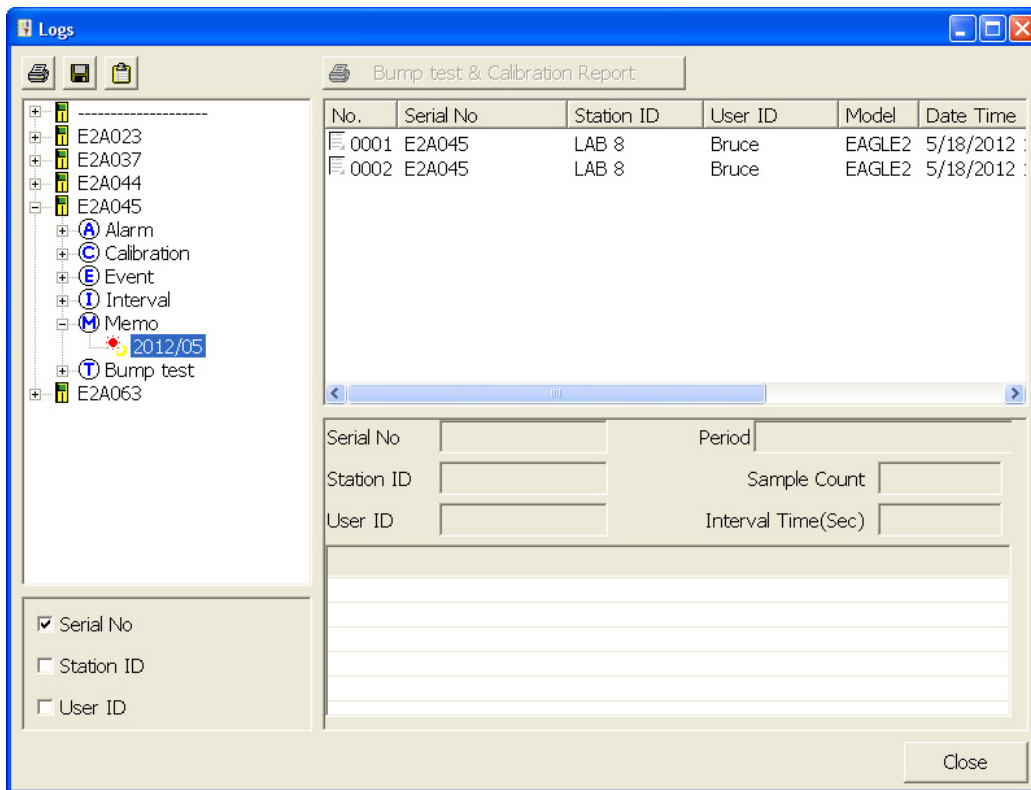 Logs
Bump test & Calibration Report
--------------------
E2A023
E2A037
E2A044
E2A045
A Alarm
C Calibration
E Event
I Interval
M Memo
2012/05
T Bump test
E2A063
Serial No
Station ID
User ID
No. Serial No Station ID User ID Model Date Time
0001 E2A045 LAB 8 Bruce EAGLE2 5/18/2012
0002 E2A045 LAB 8 Bruce EAGLE2 5/18/2012
Serial No Period
Station ID Sample Count
User ID Interval Time(Sec)
Close